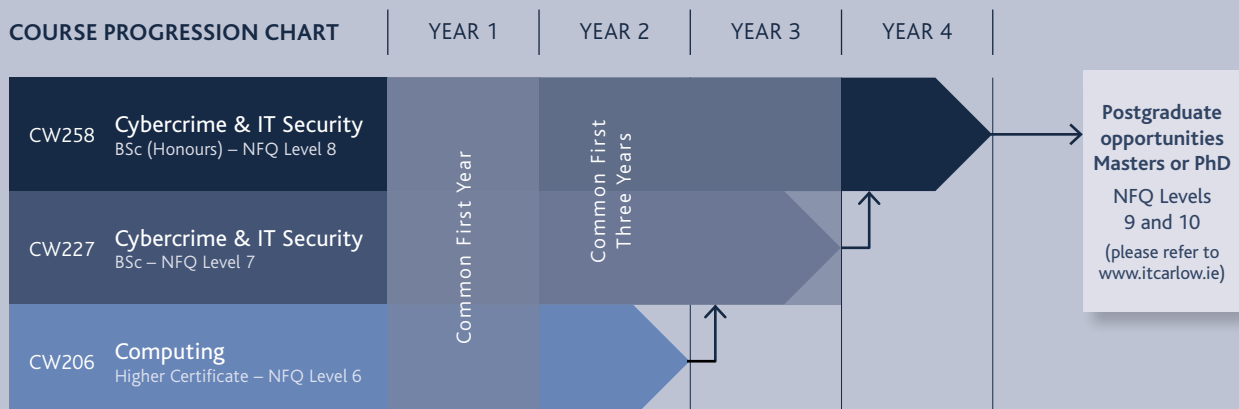 COURSE PROGRESSION CHART
YEAR 1
YEAR 2
YEAR 3
YEAR 4
CW258
Cybercrime & IT Security
BSc (Honours) – NFQ Level 8
CW227
Cybercrime & IT Security
BSc – NFQ Level 7
CW206
Computing
Higher Certificate – NFQ Level 6
Common First Year
Common First
Three Years
Postgraduate
opportunities
Masters or PhD
NFQ Levels
9 and 10
(please refer to
www.itcarlow.ie)